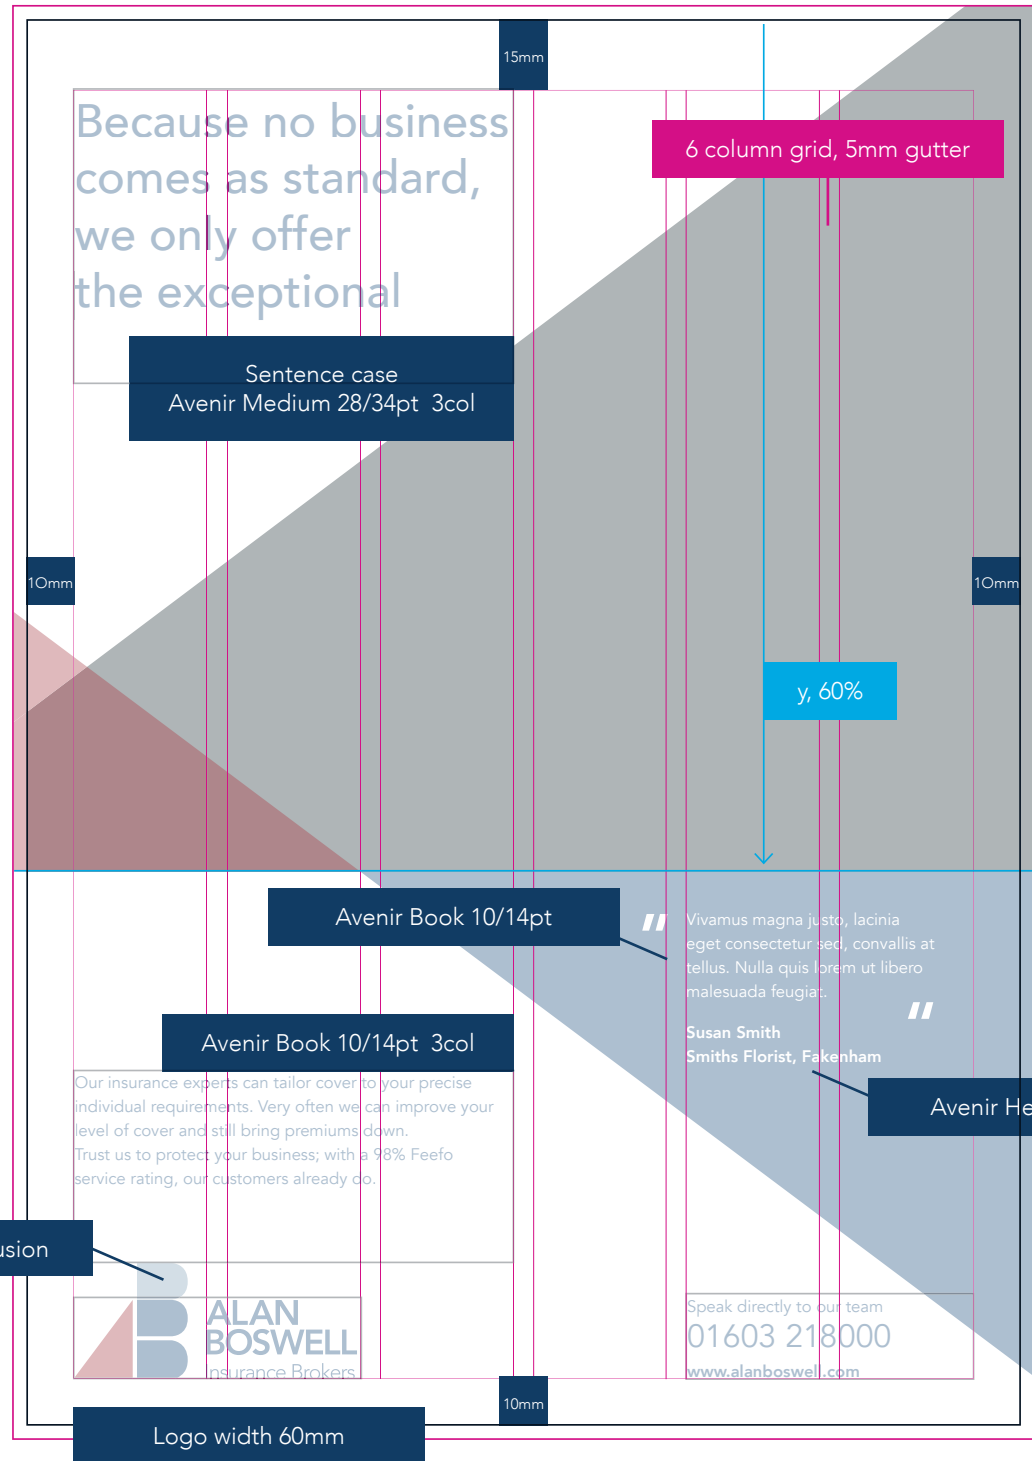 15mm
Because no business
comes as standard,
we only offer
the exceptional
6 column grid, 5mm gutter
Sentence case
Avenir Medium 28/34pt 3col
1Omm
1Omm
y, 60%
Avenir Book 10/14pt
" Vivamus magna justo, lacinia
eget consectetur sed, convallis at
tellus. Nulla quis lorem ut libero
malesuada feugiat. "
Susan Smith
Smiths Florist, Fakenham
Avenir He
Avenir Book 10/14pt 3col
Our insurance experts can tailor cover to your precise
individual requirements. Very often we can improve your
level of cover and still bring premiums down.
Trust us to protect your business; with a 98% Feefo
service rating, our customers already do.
usion
ALAN
BOSWELL
Insurance Brokers
Speak directly to our team
01603 218000
www.alanboswell.com
10mm
Logo width 60mm